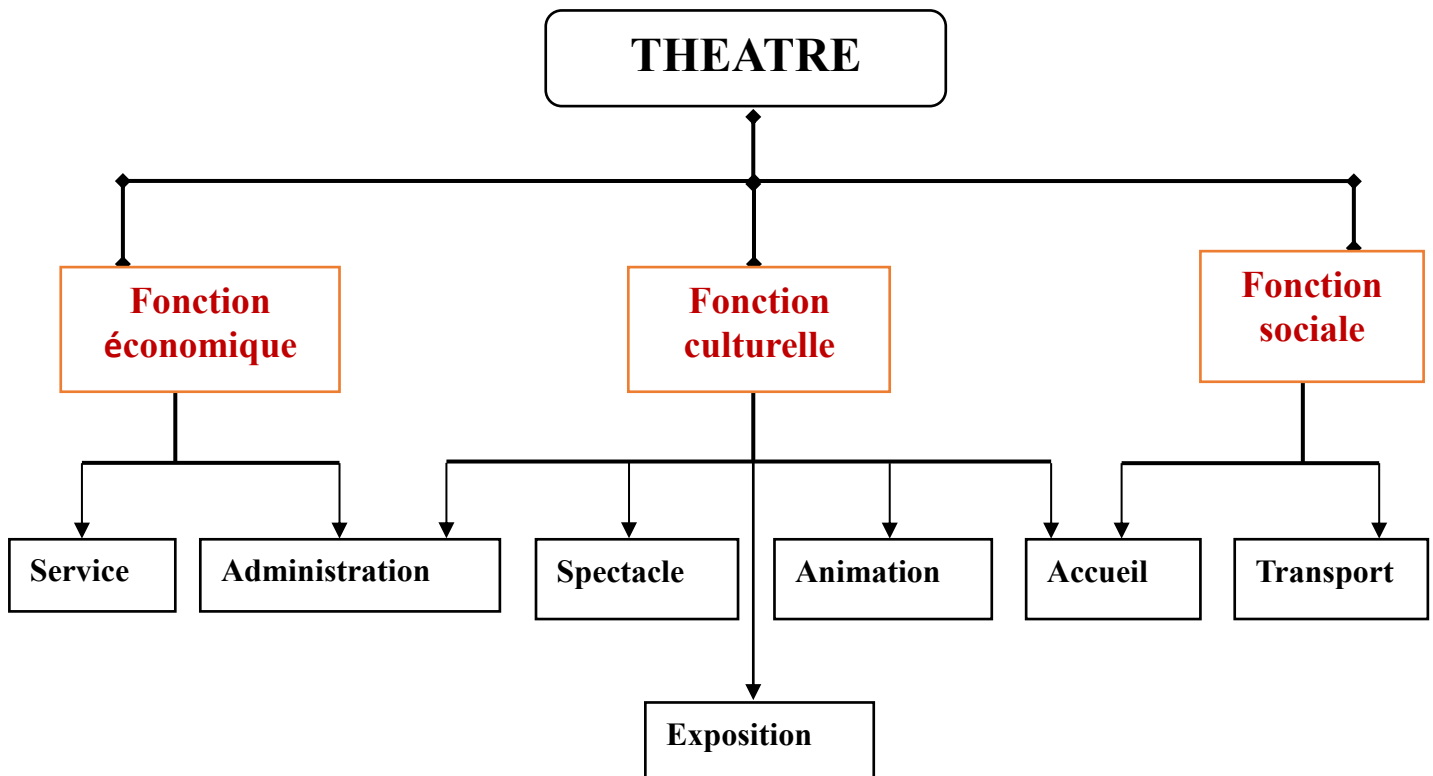 THEATRE
Fonction
économique
Fonction
culturelle
Fonction
sociale
Service
Administration
Spectacle
Animation
Accueil
Transport
Exposition